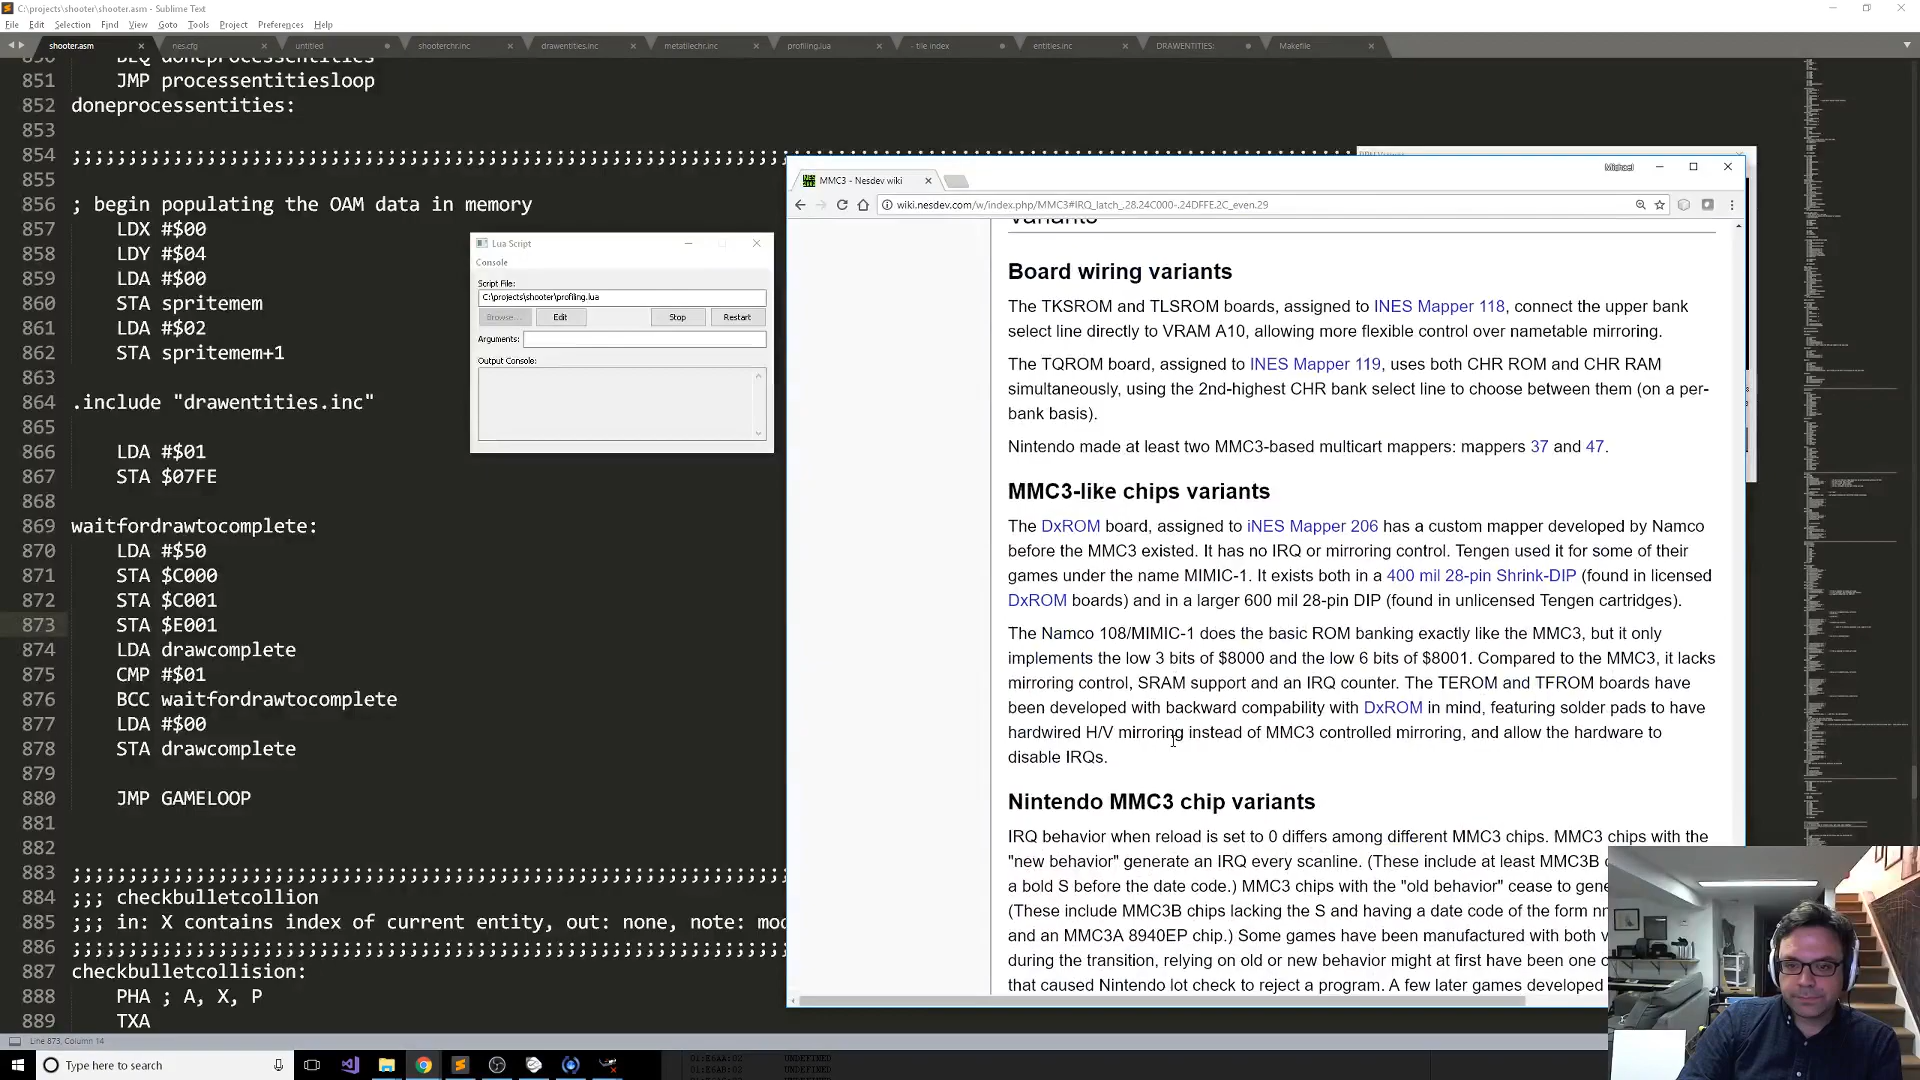 C:\projects\shooter\shooter.asm - Sublime Text
File Edit Selection Find View Goto Tools Project Preferences Help
shooter.asm nes.cfg untitled shooterchr.inc drawentities.inc metatilechr.inc profiling.lua - tile index entities.inc DRAWENTITIES: Makefile
850 BEQ doneprocessentities
851 JMP processentitiesloop
852 doneprocessentities:
853
854 ;;;;;;;;;;;;;;;;;;;;;;;;;;;;;;;;;;;;;;;;;;;;;;;;;;;;;;;;;;;;;;;;
855
856 ; begin populating the OAM data in memory
857 LDX #$00
858 LDY #$04
859 LDA #$00
860 STA spritemem
861 LDA #$02
862 STA spritemem+1
863
864 .include "drawentities.inc"
865
866 LDA #$01
867 STA $07FE
868
869 waitfordrawtocomplete:
870 LDA #$50
871 STA $C000
872 STA $C001
873 STA $E001
874 LDA drawcomplete
875 CMP #$01
876 BCC waitfordrawtocomplete
877 LDA #$00
878 STA drawcomplete
879
880 JMP GAMELOOP
881
882
883 ;;;;;;;;;;;;;;;;;;;;;;;;;;;;;;;;;;;;;;;;;;;;;;;;;;;;;;;;;;;;;;;;
884 ;;; checkbulletcollion
885 ;;; in: X contains index of current entity, out: none, note: mod
886 ;;;;;;;;;;;;;;;;;;;;;;;;;;;;;;;;;;;;;;;;;;;;;;;;;;;;;;;;;;;;;;;;
887 checkbulletcollision:
888 PHA ; A, X, P
889 TXA
Line 873, Column 14
Lua Script
Console
Script File:
C:\projects\shooter\profiling.lua
Browse... Edit Stop Restart
Arguments:
Output Console:
Michael
MMC3 - Nesdev wiki
wiki.nesdev.com/w/index.php/MMC3#IRQ_latch_.28.24C000-.24DFFE.2C_even.29
Variants
Board wiring variants
The TKSROM and TLSROM boards, assigned to INES Mapper 118, connect the upper bank
select line directly to VRAM A10, allowing more flexible control over nametable mirroring.
The TQROM board, assigned to INES Mapper 119, uses both CHR ROM and CHR RAM
simultaneously, using the 2nd-highest CHR bank select line to choose between them (on a per-
bank basis).
Nintendo made at least two MMC3-based multicart mappers: mappers 37 and 47.
MMC3-like chips variants
The DxROM board, assigned to iNES Mapper 206 has a custom mapper developed by Namco
before the MMC3 existed. It has no IRQ or mirroring control. Tengen used it for some of their
games under the name MIMIC-1. It exists both in a 400 mil 28-pin Shrink-DIP (found in licensed
DxROM boards) and in a larger 600 mil 28-pin DIP (found in unlicensed Tengen cartridges).
The Namco 108/MIMIC-1 does the basic ROM banking exactly like the MMC3, but it only
implements the low 3 bits of $8000 and the low 6 bits of $8001. Compared to the MMC3, it lacks
mirroring control, SRAM support and an IRQ counter. The TEROM and TFROM boards have
been developed with backward compability with DxROM in mind, featuring solder pads to have
hardwired H/V mirroring instead of MMC3 controlled mirroring, and allow the hardware to
disable IRQs.
Nintendo MMC3 chip variants
IRQ behavior when reload is set to 0 differs among different MMC3 chips. MMC3 chips with the
"new behavior" generate an IRQ every scanline. (These include at least MMC3B
a bold S before the date code.) MMC3 chips with the "old behavior" cease to gene
(These include MMC3B chips lacking the S and having a date code of the form
and an MMC3A 8940EP chip.) Some games have been manufactured with both
during the transition, relying on old or new behavior might at first have been one
that caused Nintendo lot check to reject a program. A few later games developed
Type here to search
01:E6AA:02 UNDEFINED
01:E6AB:02 UNDEFINED